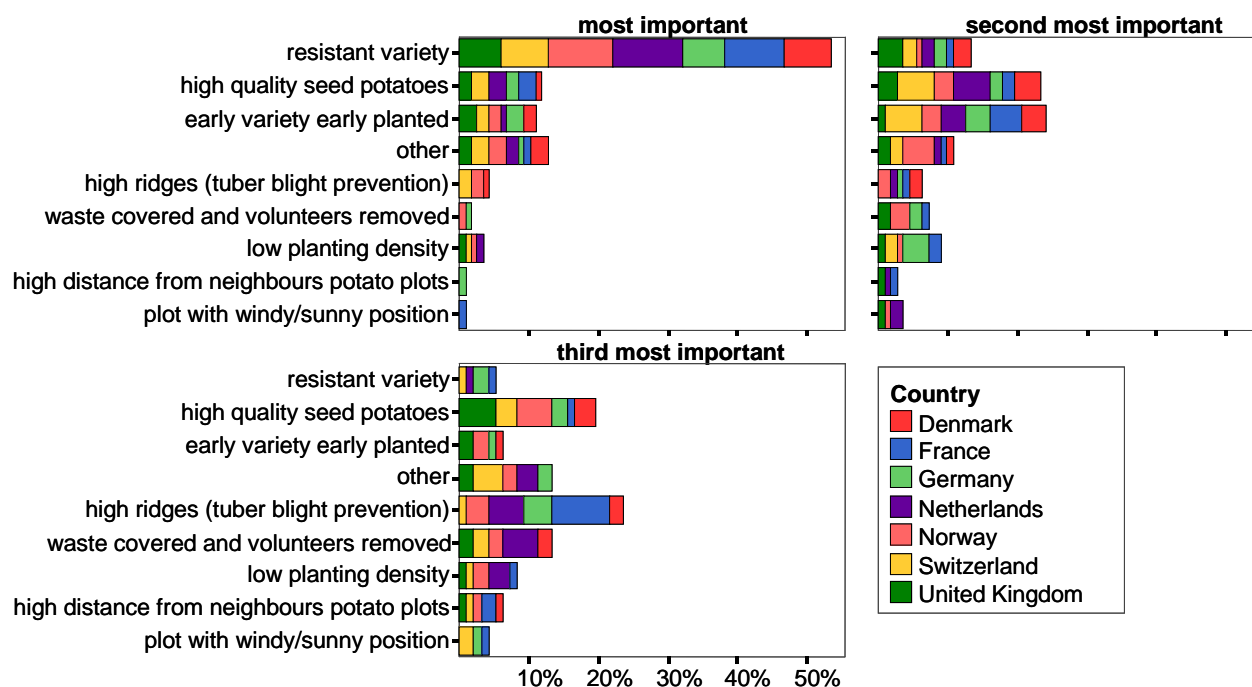 most important
second most important
resistant variety
high quality seed potatoes
early variety early planted
other
high ridges (tuber blight prevention)
waste covered and volunteers removed
low planting density
high distance from neighbours potato plots
plot with windy/sunny position
third most important
resistant variety
high quality seed potatoes
early variety early planted
other
high ridges (tuber blight prevention)
waste covered and volunteers removed
low planting density
high distance from neighbours potato plots
plot with windy/sunny position
10% 20% 30% 40% 50%
Country
Denmark
France
Germany
Netherlands
Norway
Switzerland
United Kingdom